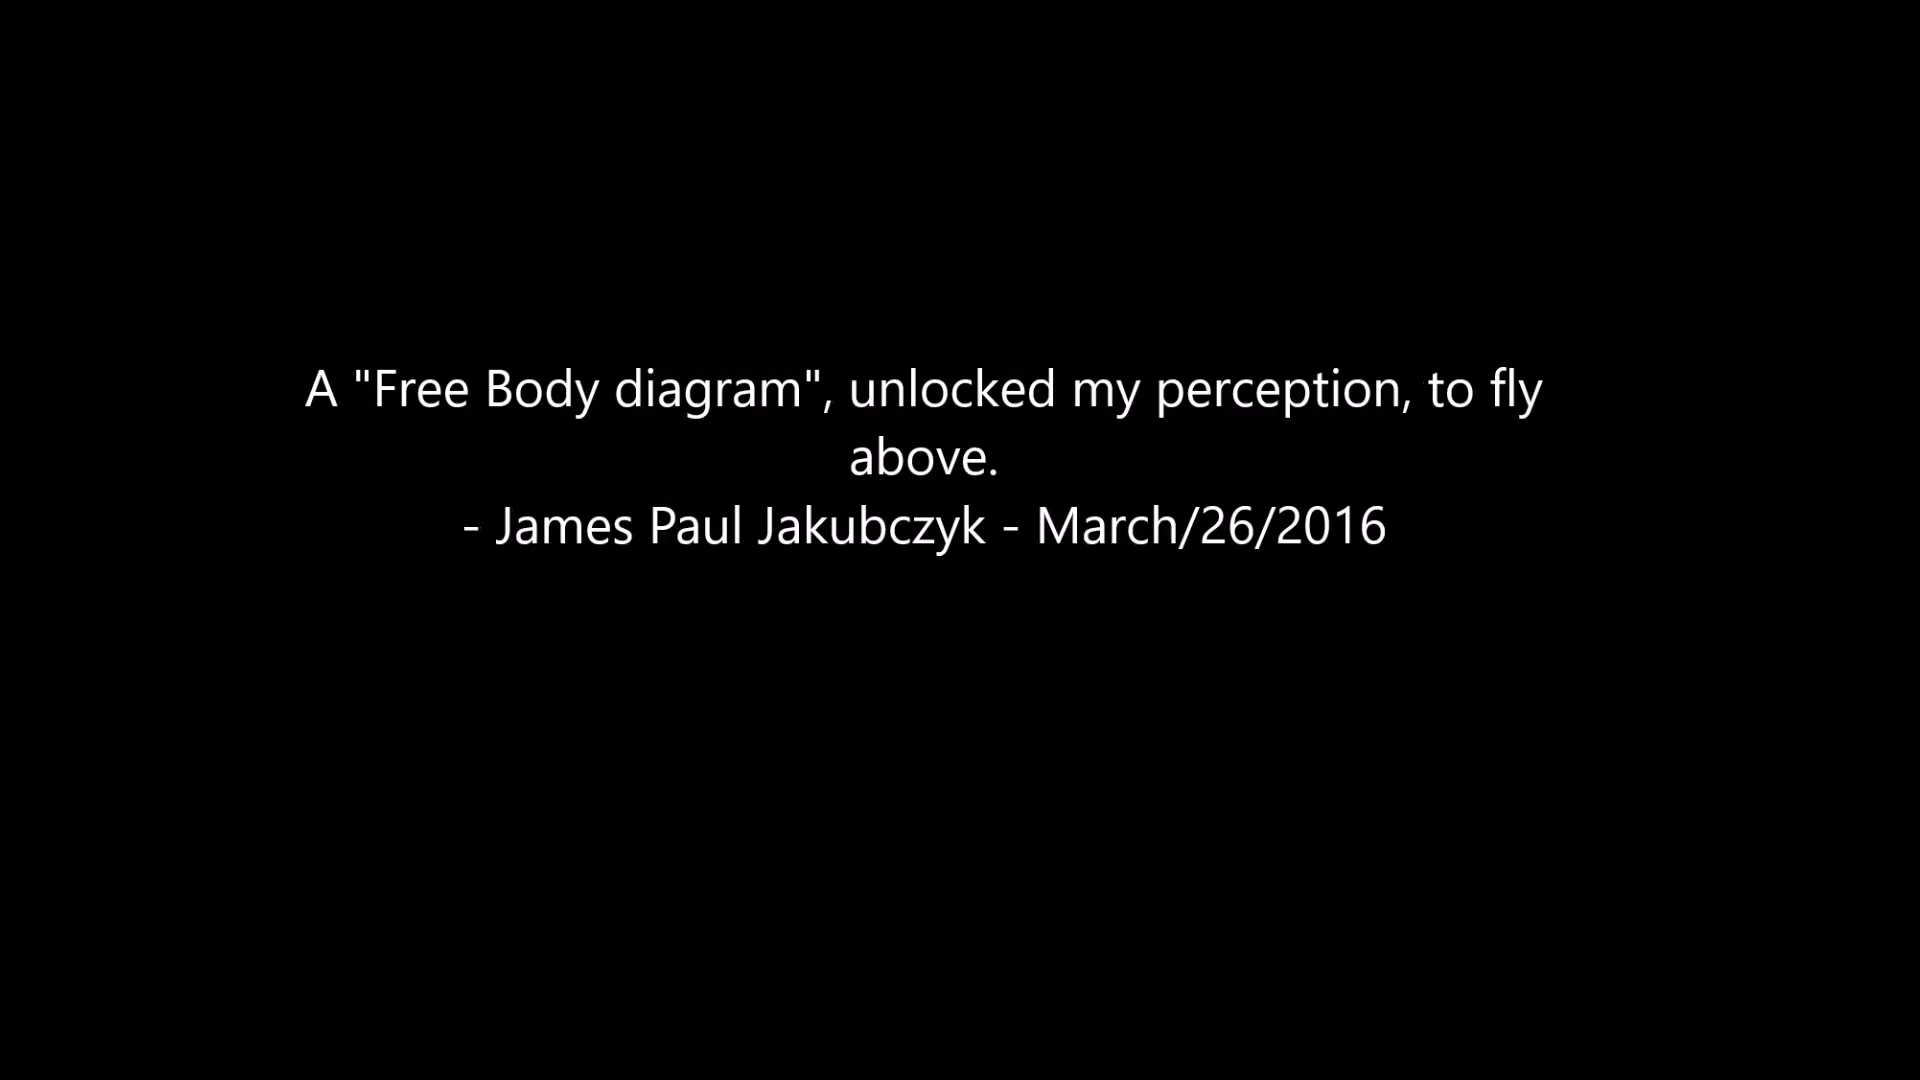 A "Free Body diagram", unlocked my perception, to fly
above.
- James Paul Jakubczyk - March/26/2016